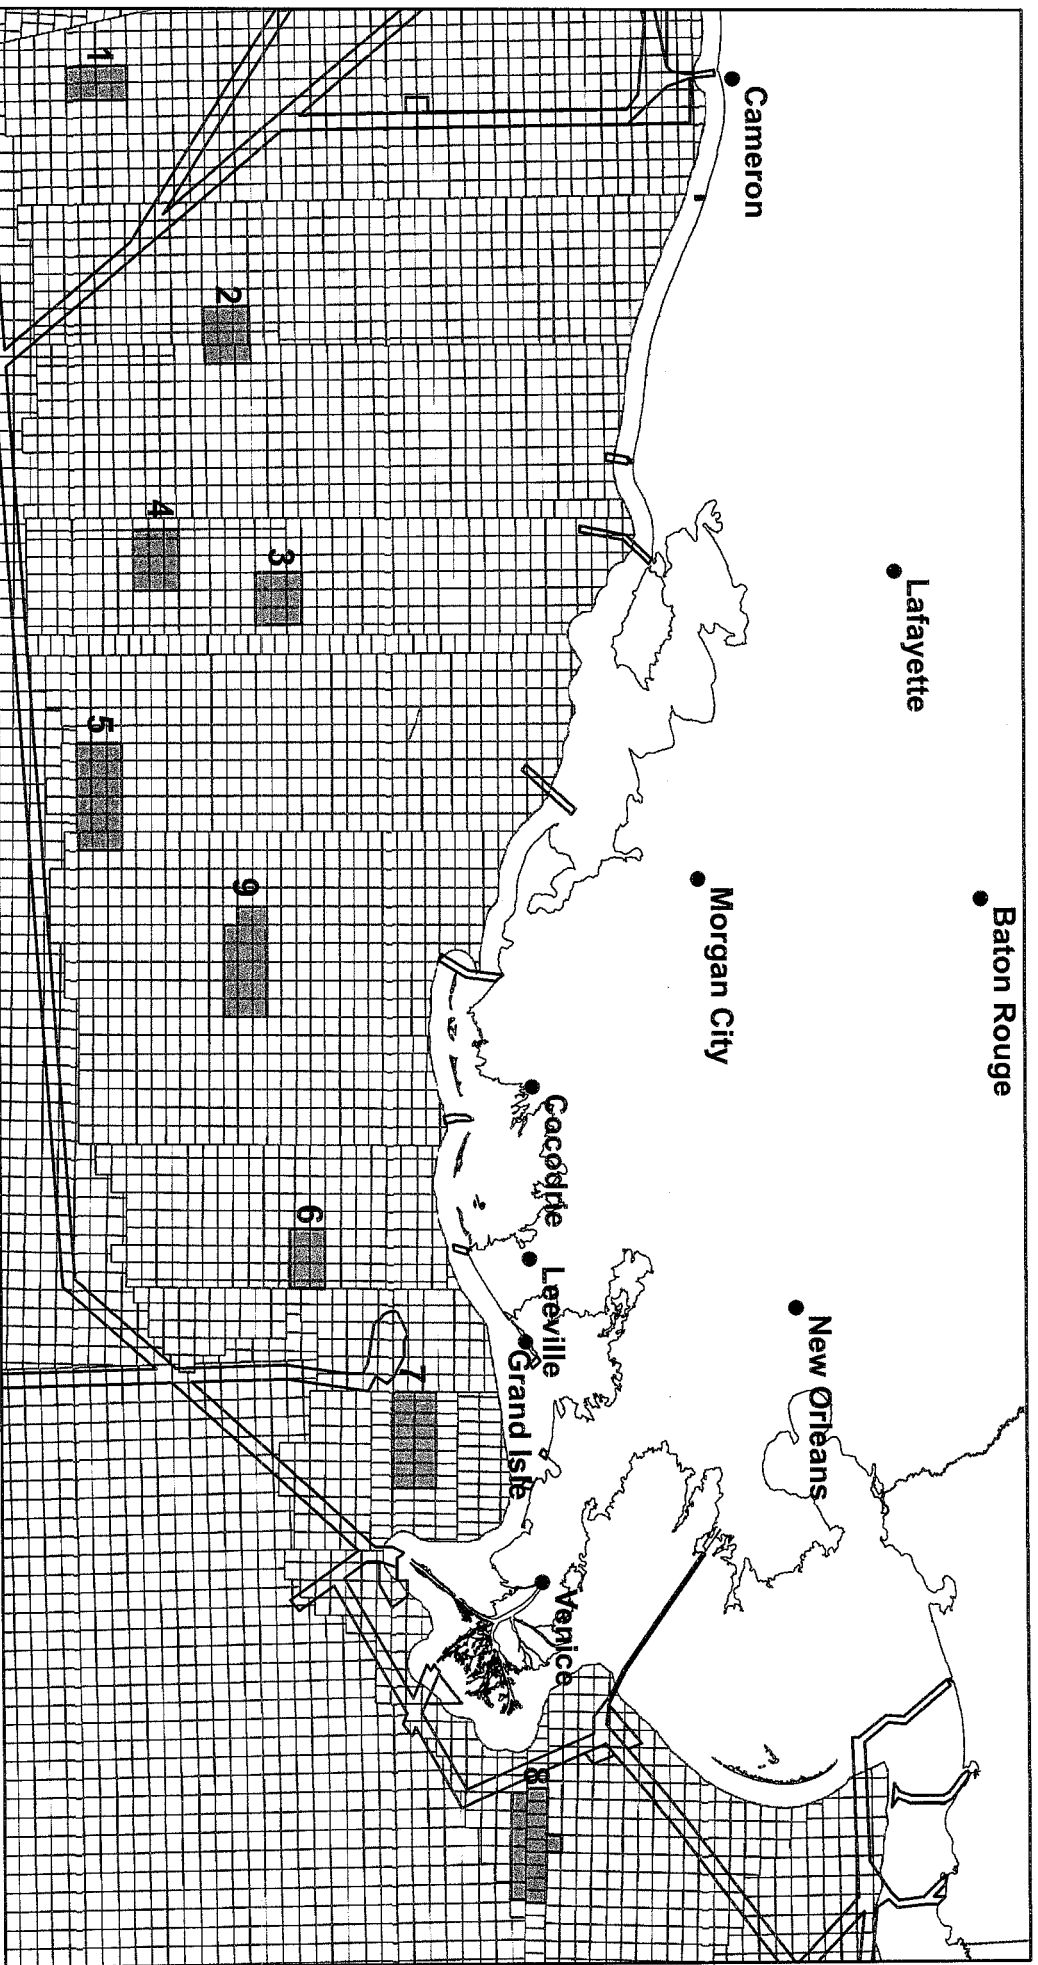 Cameron
Lafayette
Baton Rouge
Morgan City
Cocodrie
Leeville
Grand Isle
New Orleans
Venice
1
2
3
4
5
9
6
7
8